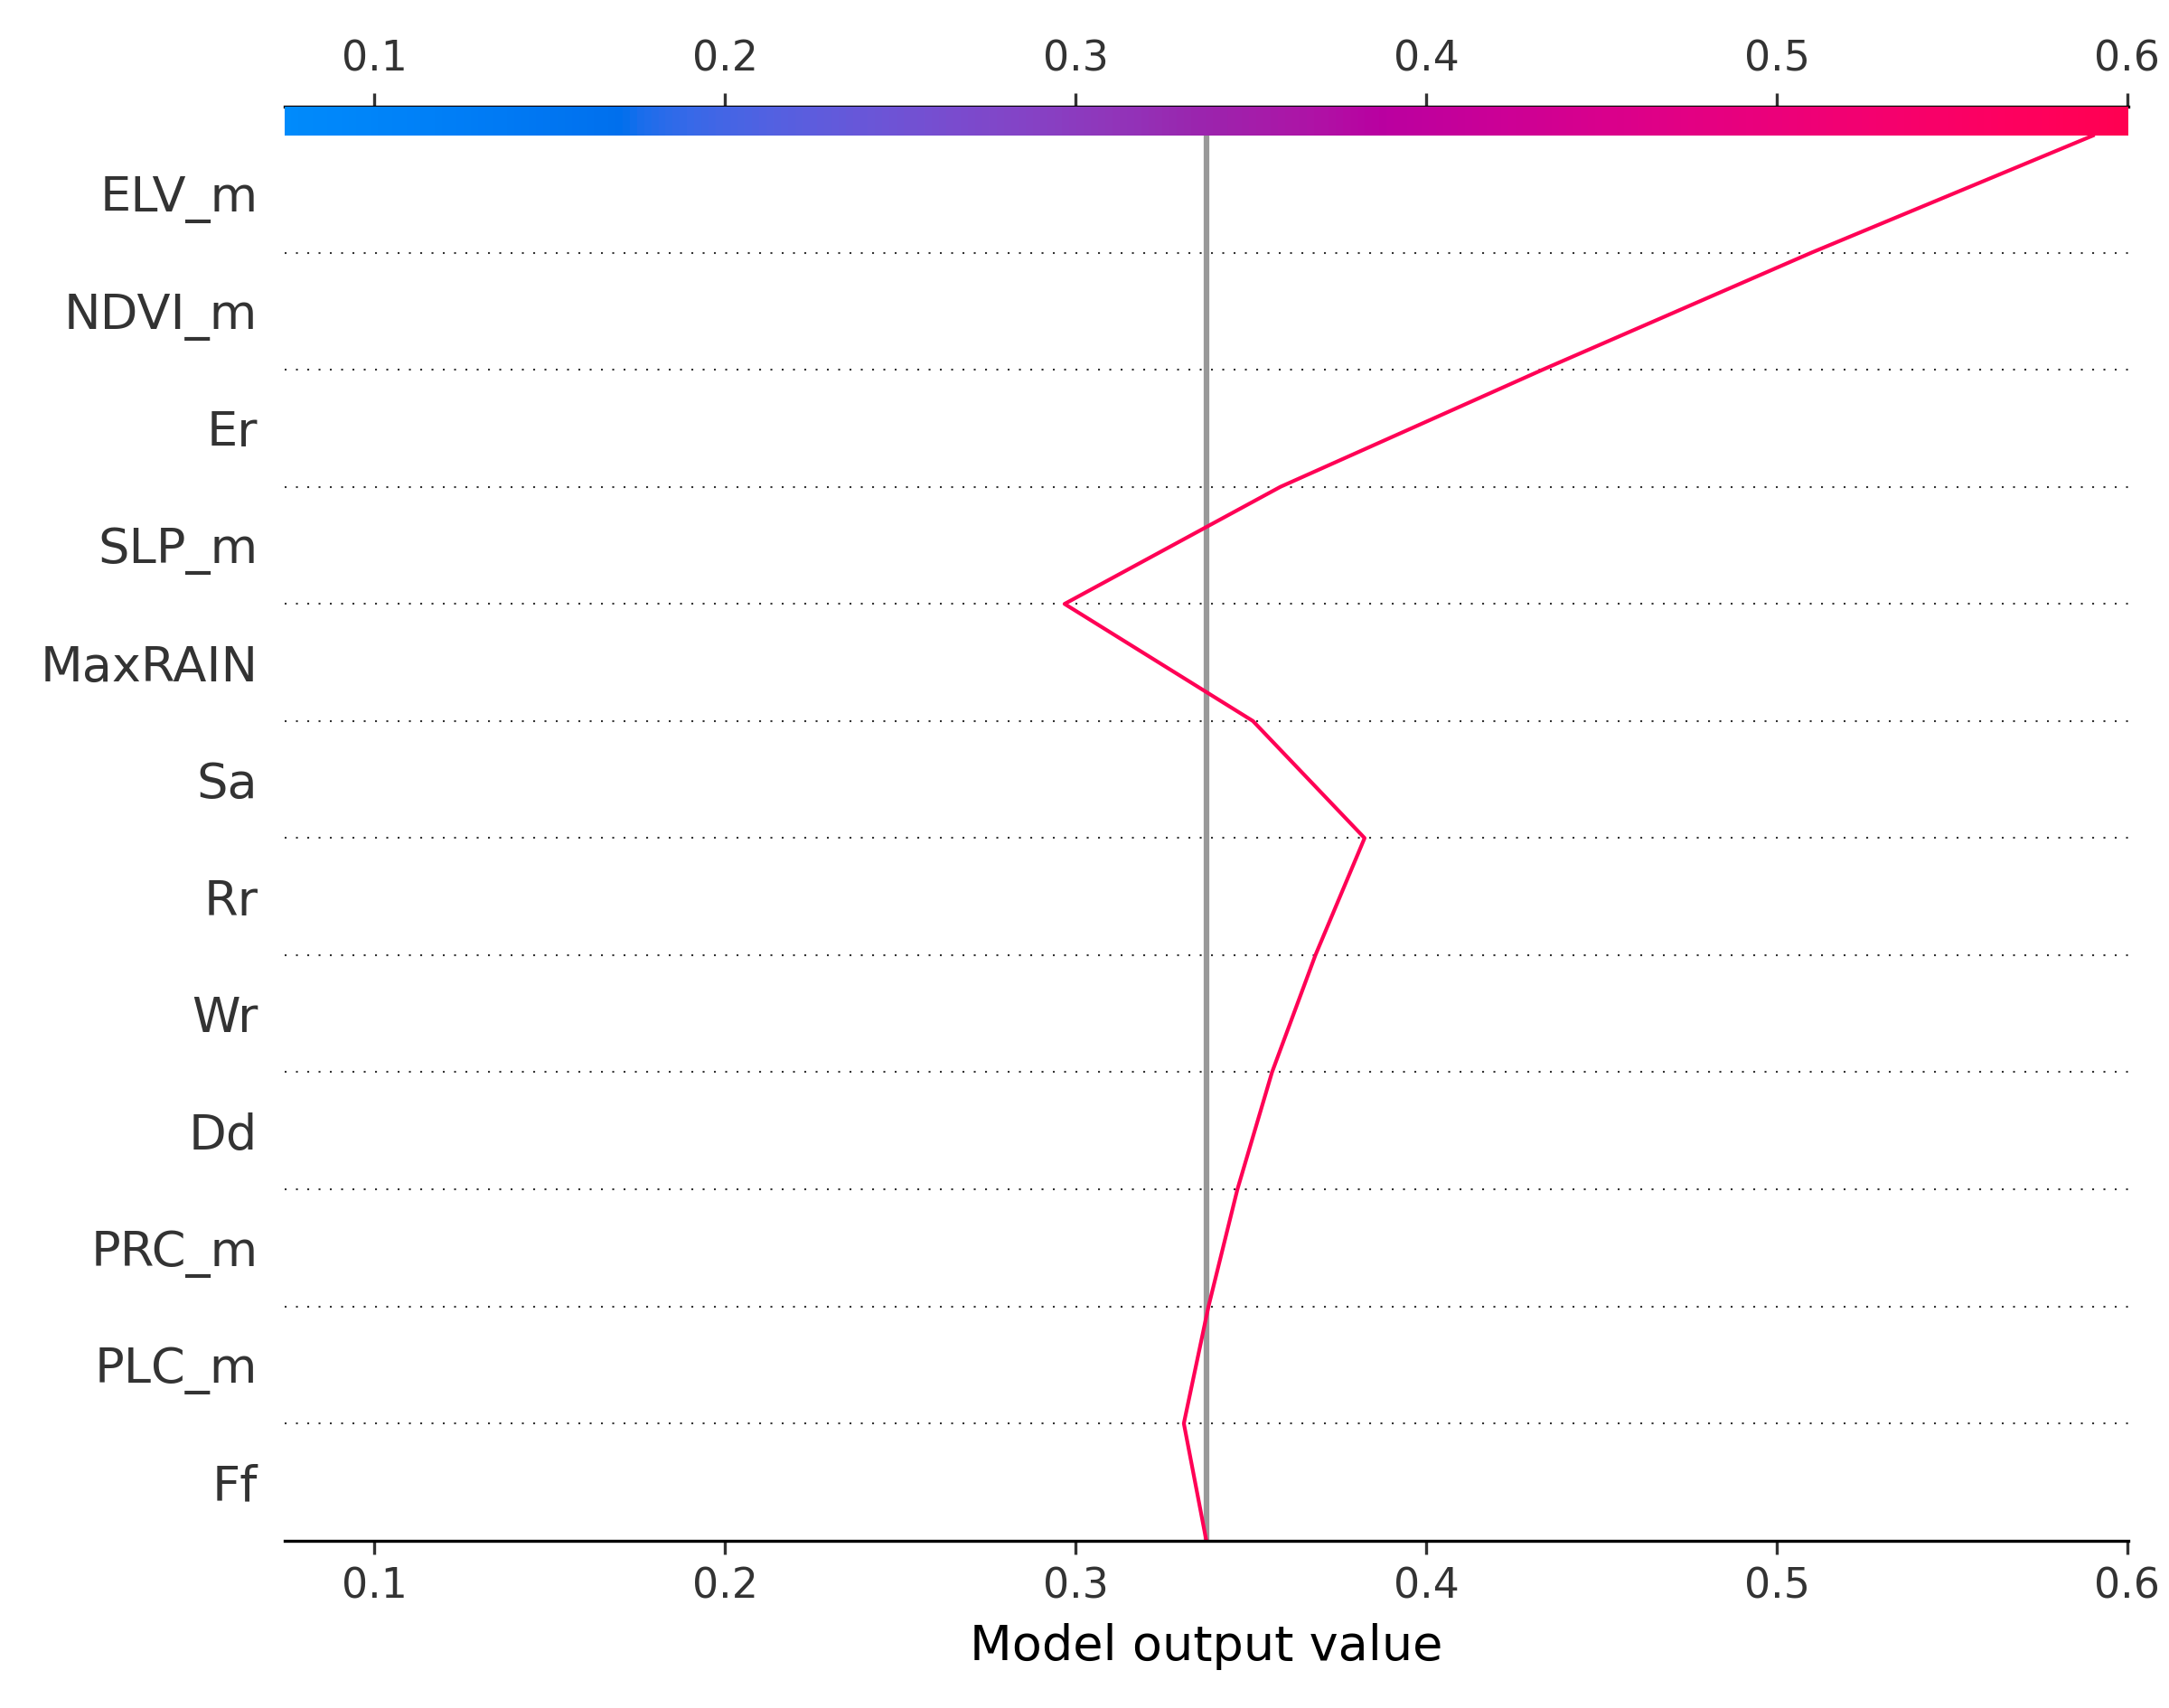 0.1 0.2 0.3 0.4 0.5 0.6
ELV_m
NDVI_m
Er
SLP_m
MaxRAIN
Sa
Rr
Wr
Dd
PRC_m
PLC_m
Ff
0.1 0.2 0.3 0.4 0.5 0.6
Model output value